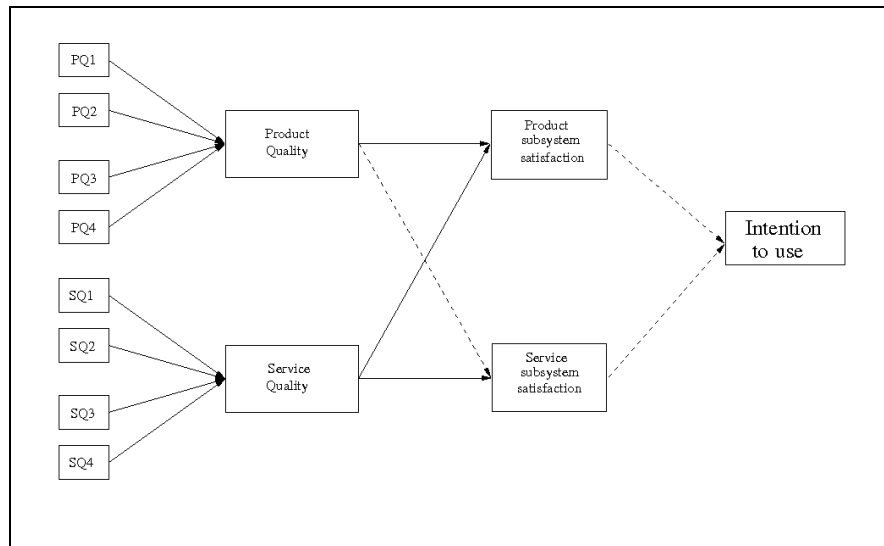 PQ1
PQ2
PQ3
PQ4
SQ1
SQ2
SQ3
SQ4
Product
Quality
Service
Quality
Product
subsystem
satisfaction
Service
subsystem
satisfaction
Intention
to use